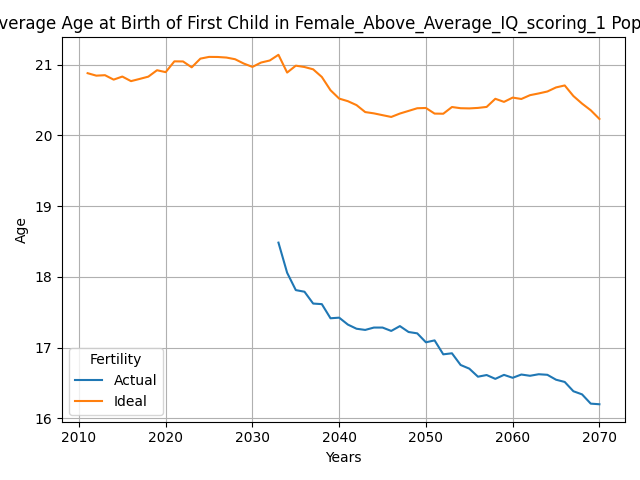 verage Age at Birth of First Child in Female_Above_Average_IQ_scoring_1 Pop
21
20
19
18
17
16
Age
Fertility
Actual
Ideal
2010 2020 2030 2040 2050 2060 2070
Years